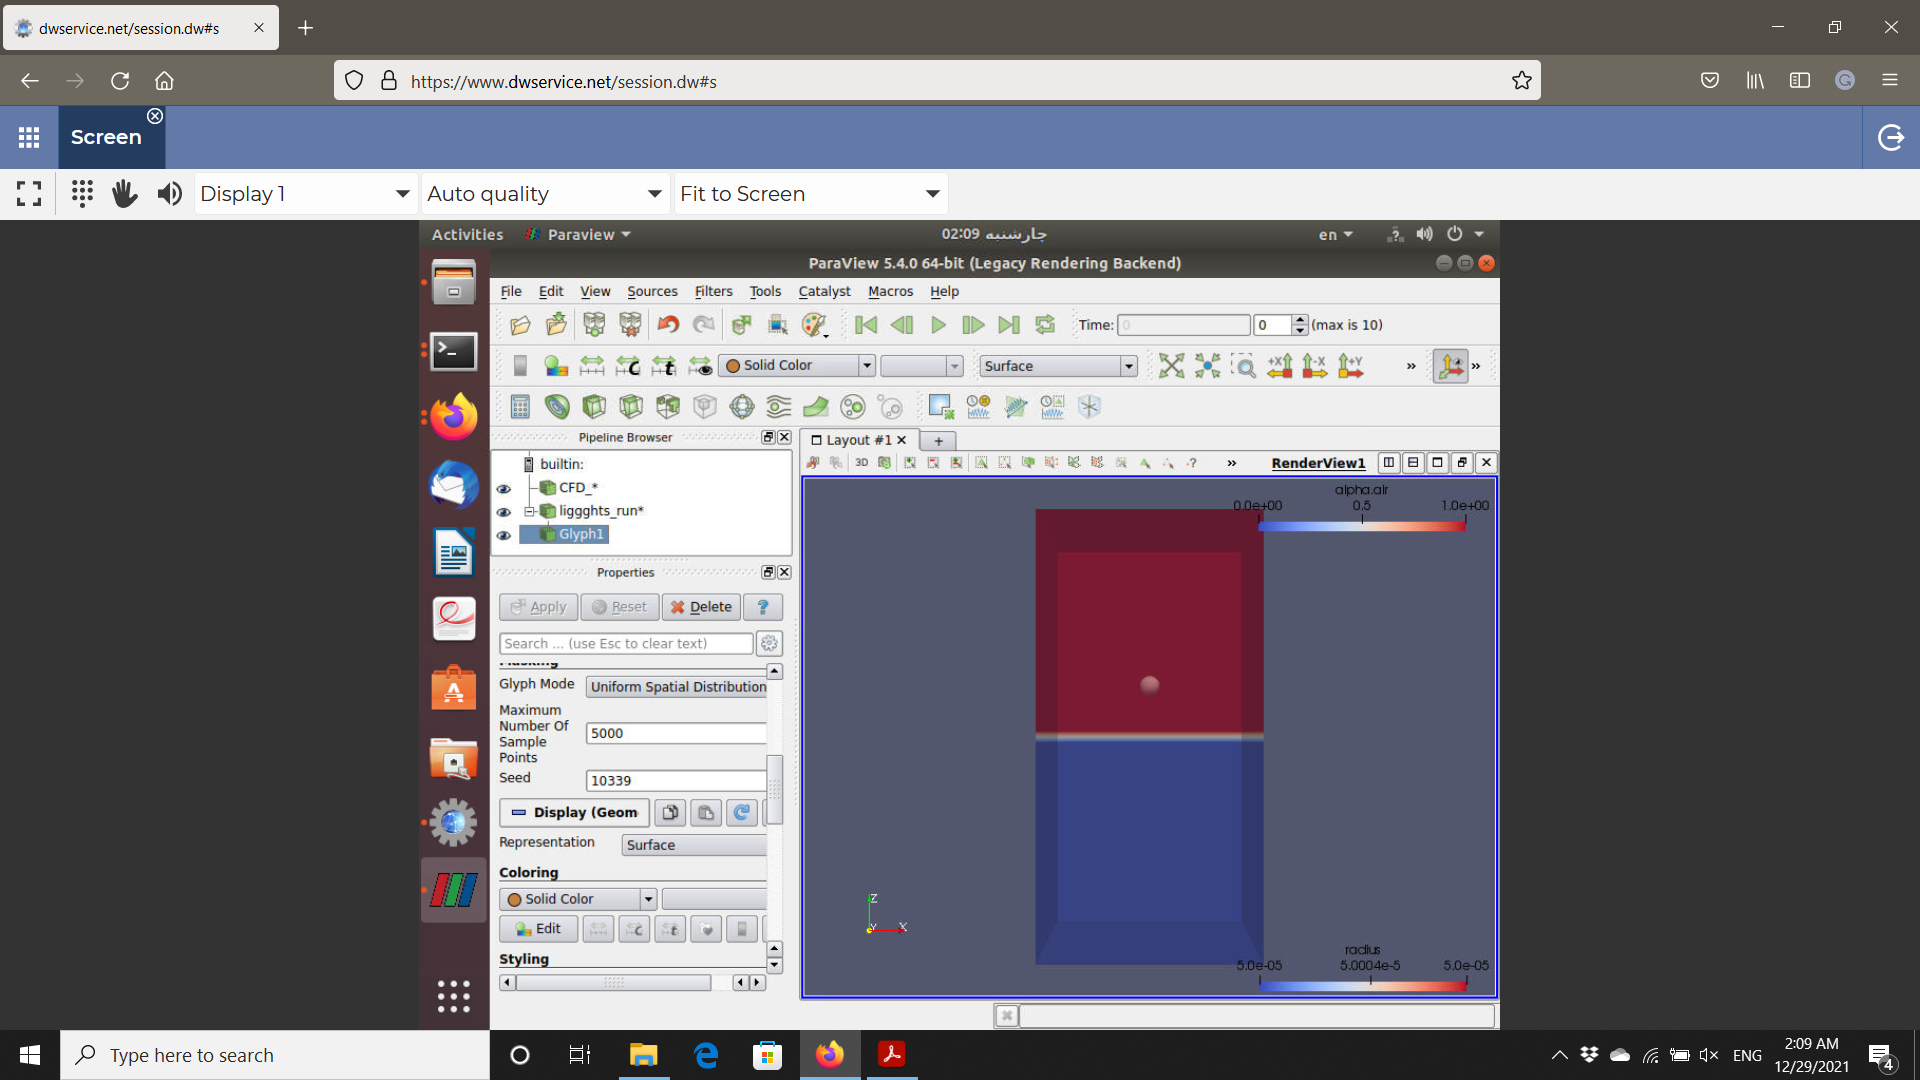 dwservice.net/session.dw#s
https://www.dwservice.net/session.dw#s
Screen
Display 1
Auto quality
Fit to Screen
Activities
Paraview
چارشنبه 02:09
en
ParaView 5.4.0 64-bit (Legacy Rendering Backend)
File Edit View Sources Filters Tools Catalyst Macros Help
Time: 0 0 (max is 10)
Solid Color
Surface
+X -X +Y
Pipeline Browser
Layout #1
builtin:
3D
RenderView1
CFD_*
liggghts_run*
Glyph1
alpha.air
0.0e+00 0.5 1.0e+00
Properties
Apply Reset Delete ?
Search ... (use Esc to clear text)
Masking
Glyph Mode Uniform Spatial Distribution
Maximum Number Of Sample Points 5000
Seed 10339
Display (Geom
Representation Surface
Coloring
Solid Color
Edit
Styling
Z
Y X
radius
5.0e-05 5.0004e-5 5.0e-05
Type here to search
ENG
2:09 AM
12/29/2021
4